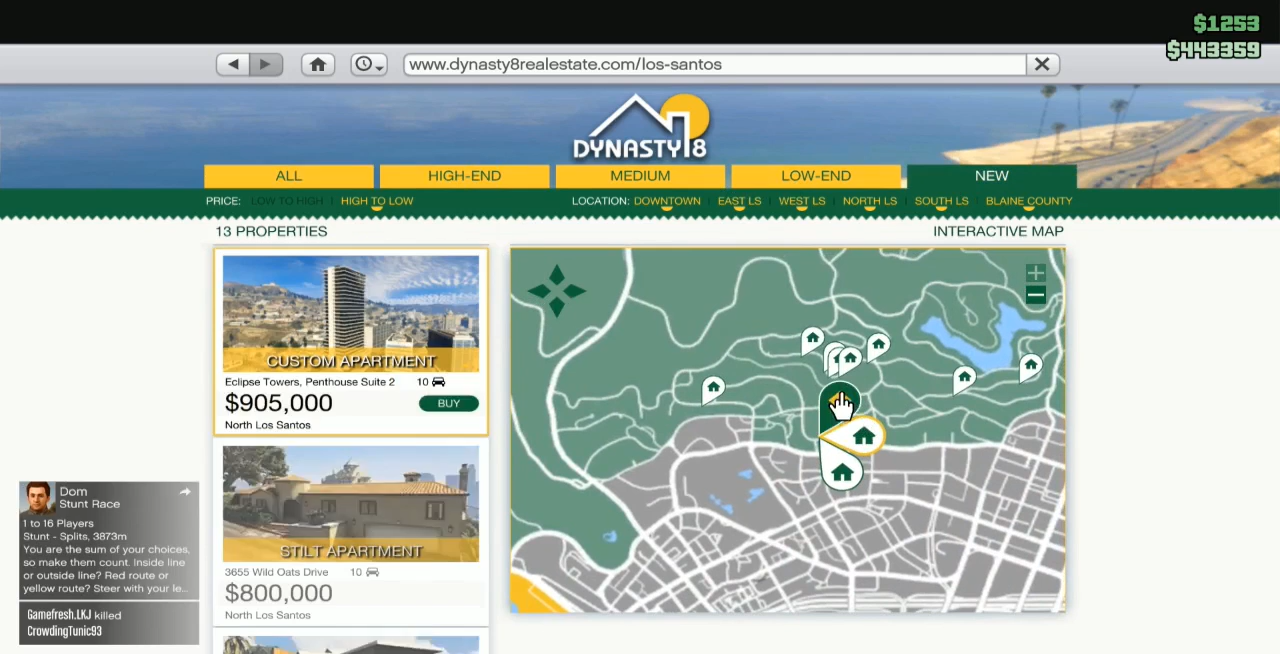 $1253
$443359
www.dynasty8realestate.com/los-santos
DYNASTY 8
ALL
HIGH-END
MEDIUM
LOW-END
NEW
PRICE: LOW TO HIGH HIGH TO LOW
LOCATION: DOWNTOWN EAST LS WEST LS NORTH LS SOUTH LS BLAINE COUNTY
13 PROPERTIES
INTERACTIVE MAP
CUSTOM APARTMENT
Eclipse Towers, Penthouse Suite 2 10
$905,000
BUY
North Los Santos
STILT APARTMENT
3655 Wild Oats Drive 10
$800,000
North Los Santos
Dom
Stunt Race
1 to 16 Players
Stunt - Splits, 3873m
You are the sum of your choices,
so make them count. Inside line
or outside line? Red route or
yellow route? Steer with your le...
Gamefresh.LKJ killed
CrowdingTunic93